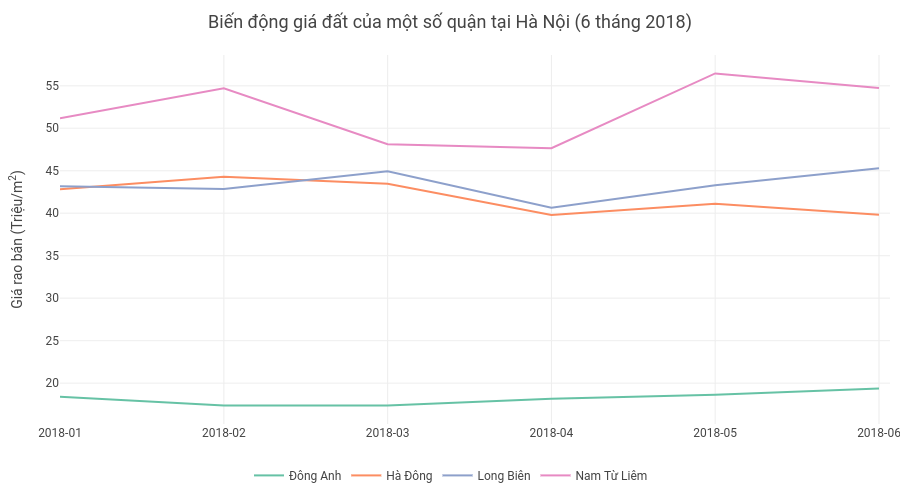 Biến động giá đất của một số quận tại Hà Nội (6 tháng 2018)
Giá rao bán (Triệu/m²)
55
50
45
40
35
30
25
20
2018-01 2018-02 2018-03 2018-04 2018-05 2018-06
Đông Anh Hà Đông Long Biên Nam Từ Liêm